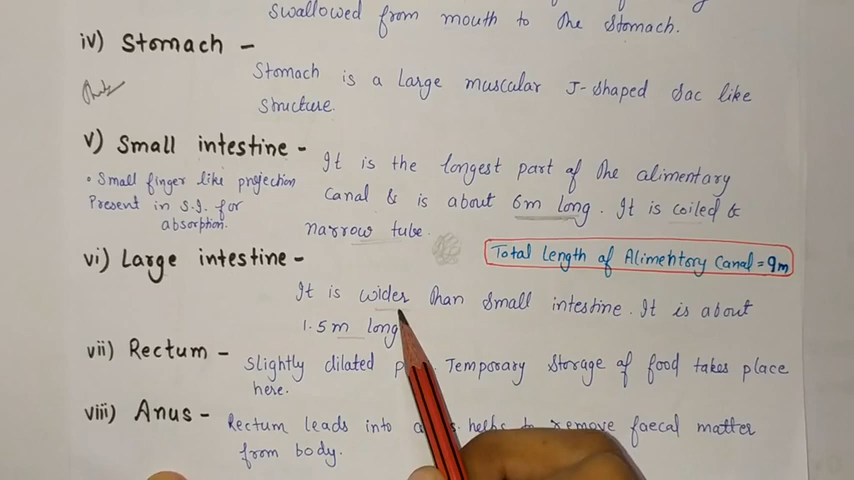 swallowed from mouth to the stomach.
iv) Stomach -
Stomach is a large muscular J-shaped sac like
structure.
v) Small intestine -
It is the longest part of the alimentary
canal & is about 6m long. It is coiled &
narrow tube.
• Small finger like projection
Present in S.I. for
absorption.
vi) Large intestine -
Total Length of Alimentory Canal = 9m
It is wider than small intestine. It is about
1.5m long
vii) Rectum -
Slightly dilated Temporary storage of food takes place
here.
viii) Anus -
Rectum leads into helps to remove faecal matter
from body.